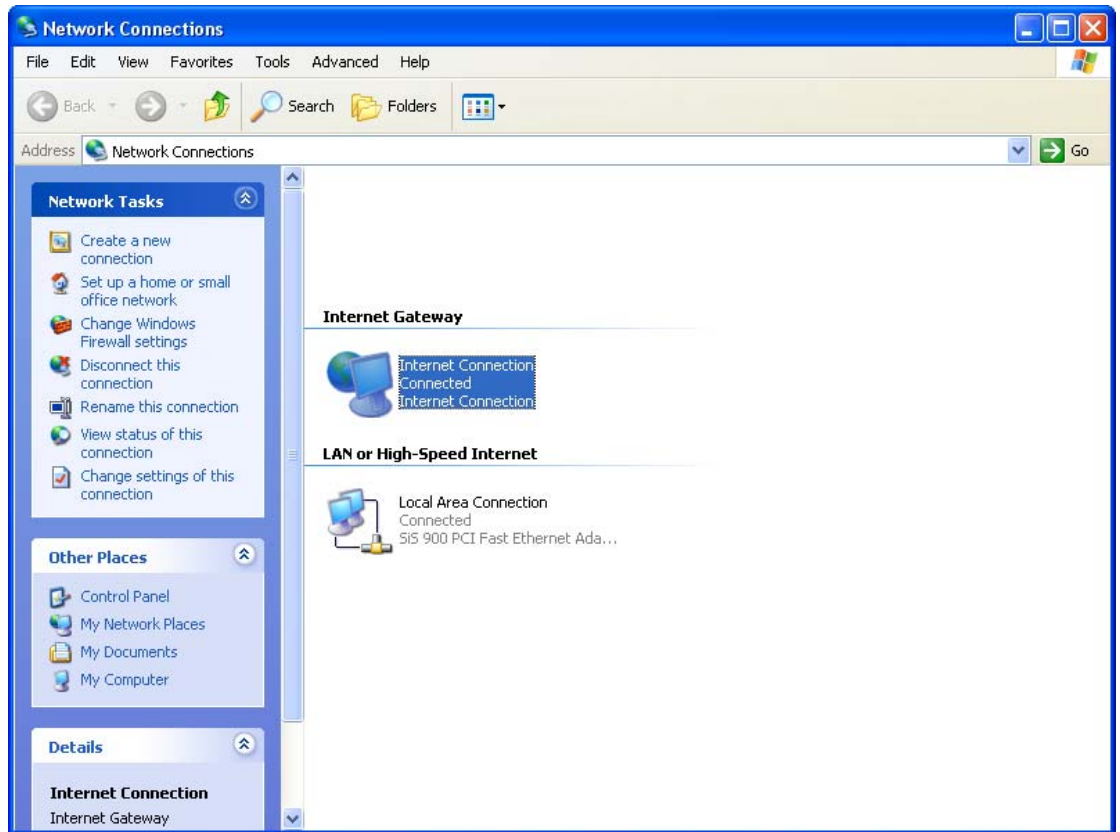 Network Connections
File Edit View Favorites Tools Advanced Help
Back Search Folders
Address Network Connections Go
Network Tasks
Create a new
connection
Set up a home or small
office network
Change Windows
Firewall settings
Disconnect this
connection
Rename this connection
View status of this
connection
Change settings of this
connection
Other Places
Control Panel
My Network Places
My Documents
My Computer
Details
Internet Connection
Internet Gateway
Internet Gateway
Internet Connection
Connected
Internet Connection
LAN or High-Speed Internet
Local Area Connection
Connected
SiS 900 PCI Fast Ethernet Ada...